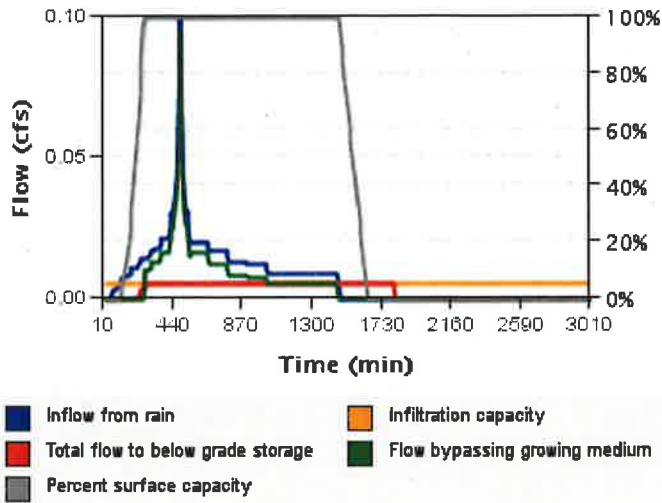 0.10
100%
80%
60%
0.05
40%
20%
0.00
0%
10 440 870 1300 1730 2160 2590 3010
Flow (cfs)
Time (min)
Inflow from rain
Infiltration capacity
Total flow to below grade storage
Flow bypassing growing medium
Percent surface capacity